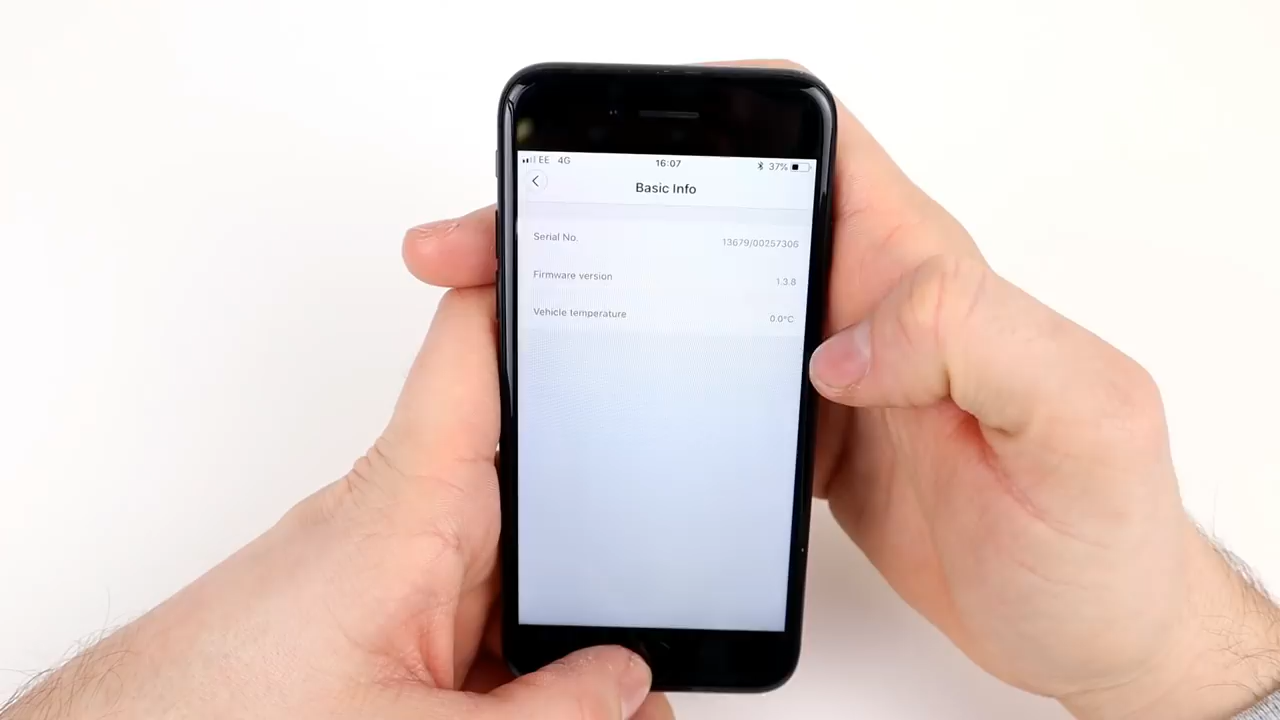 EE 4G 16:07 37%
Basic Info
Serial No. 13679/00257306
Firmware version 1.3.8
Vehicle temperature 0.0°C